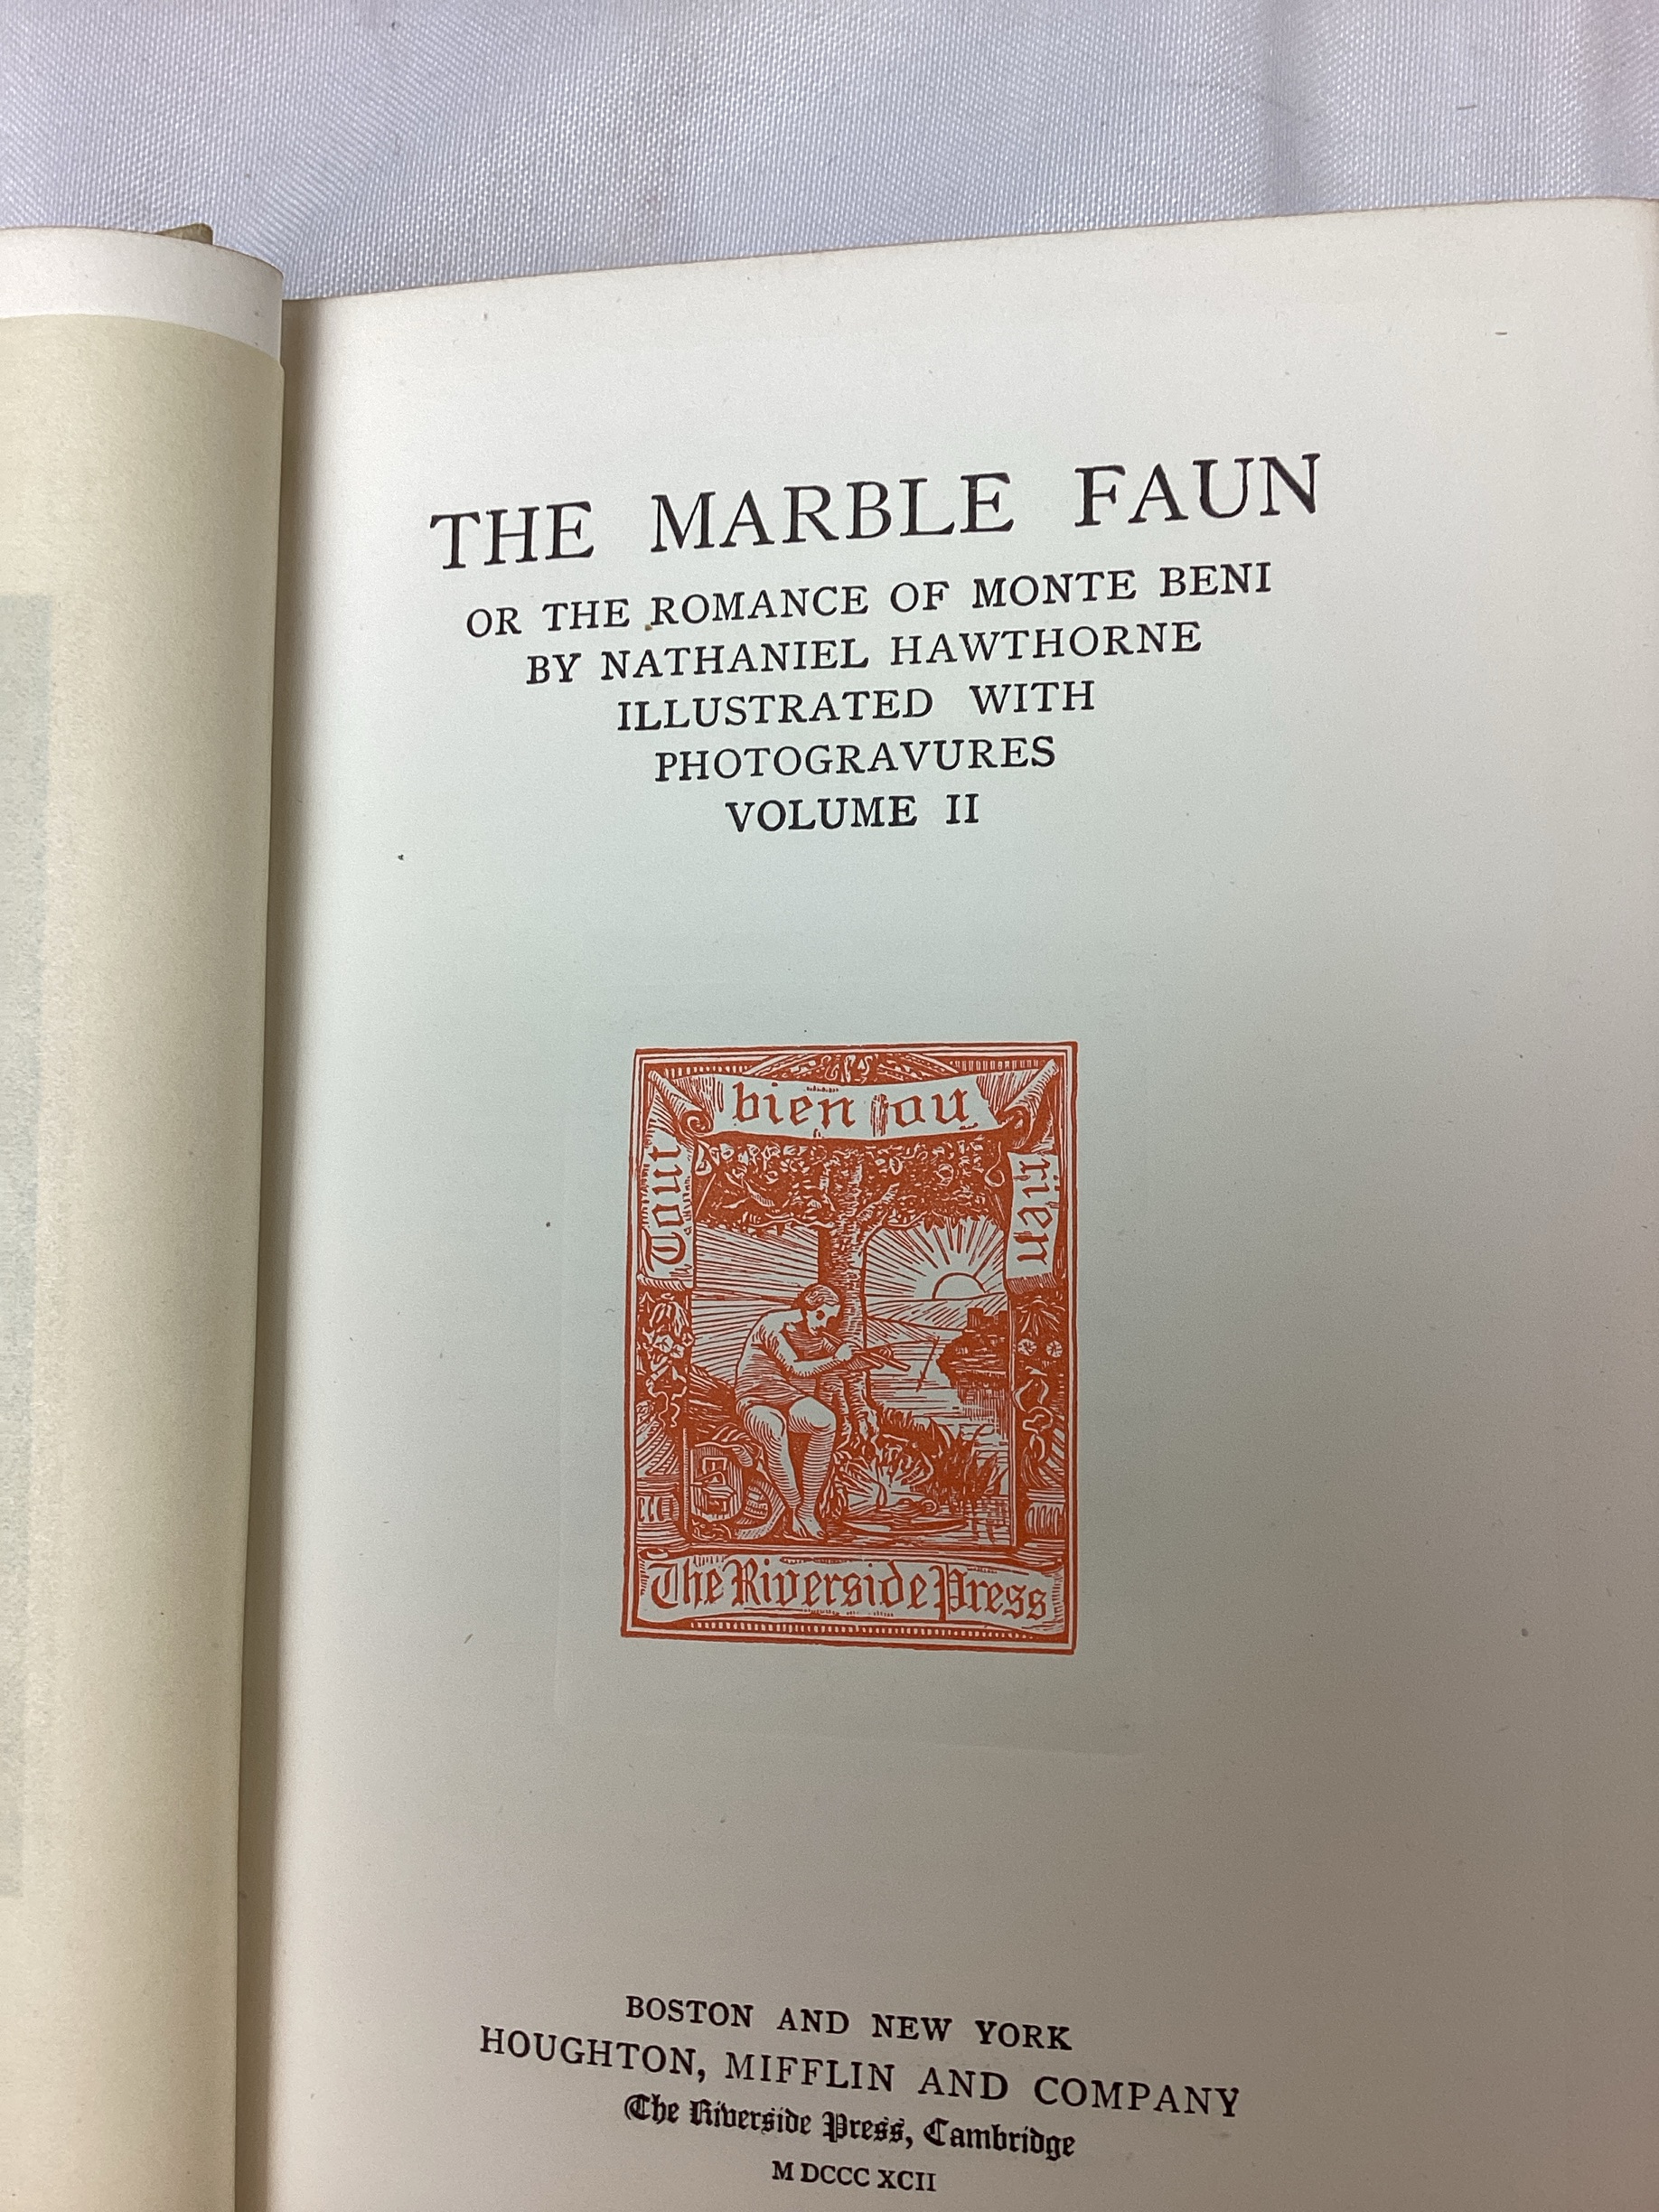 THE MARBLE FAUN
OR THE ROMANCE OF MONTE BENI
BY NATHANIEL HAWTHORNE
ILLUSTRATED WITH
PHOTOGRAVURES
VOLUME II
Tout
bien ou
rien
The Riverside Press
BOSTON AND NEW YORK
HOUGHTON, MIFFLIN AND COMPANY
The Riverside Press, Cambridge
M DCCC XCII